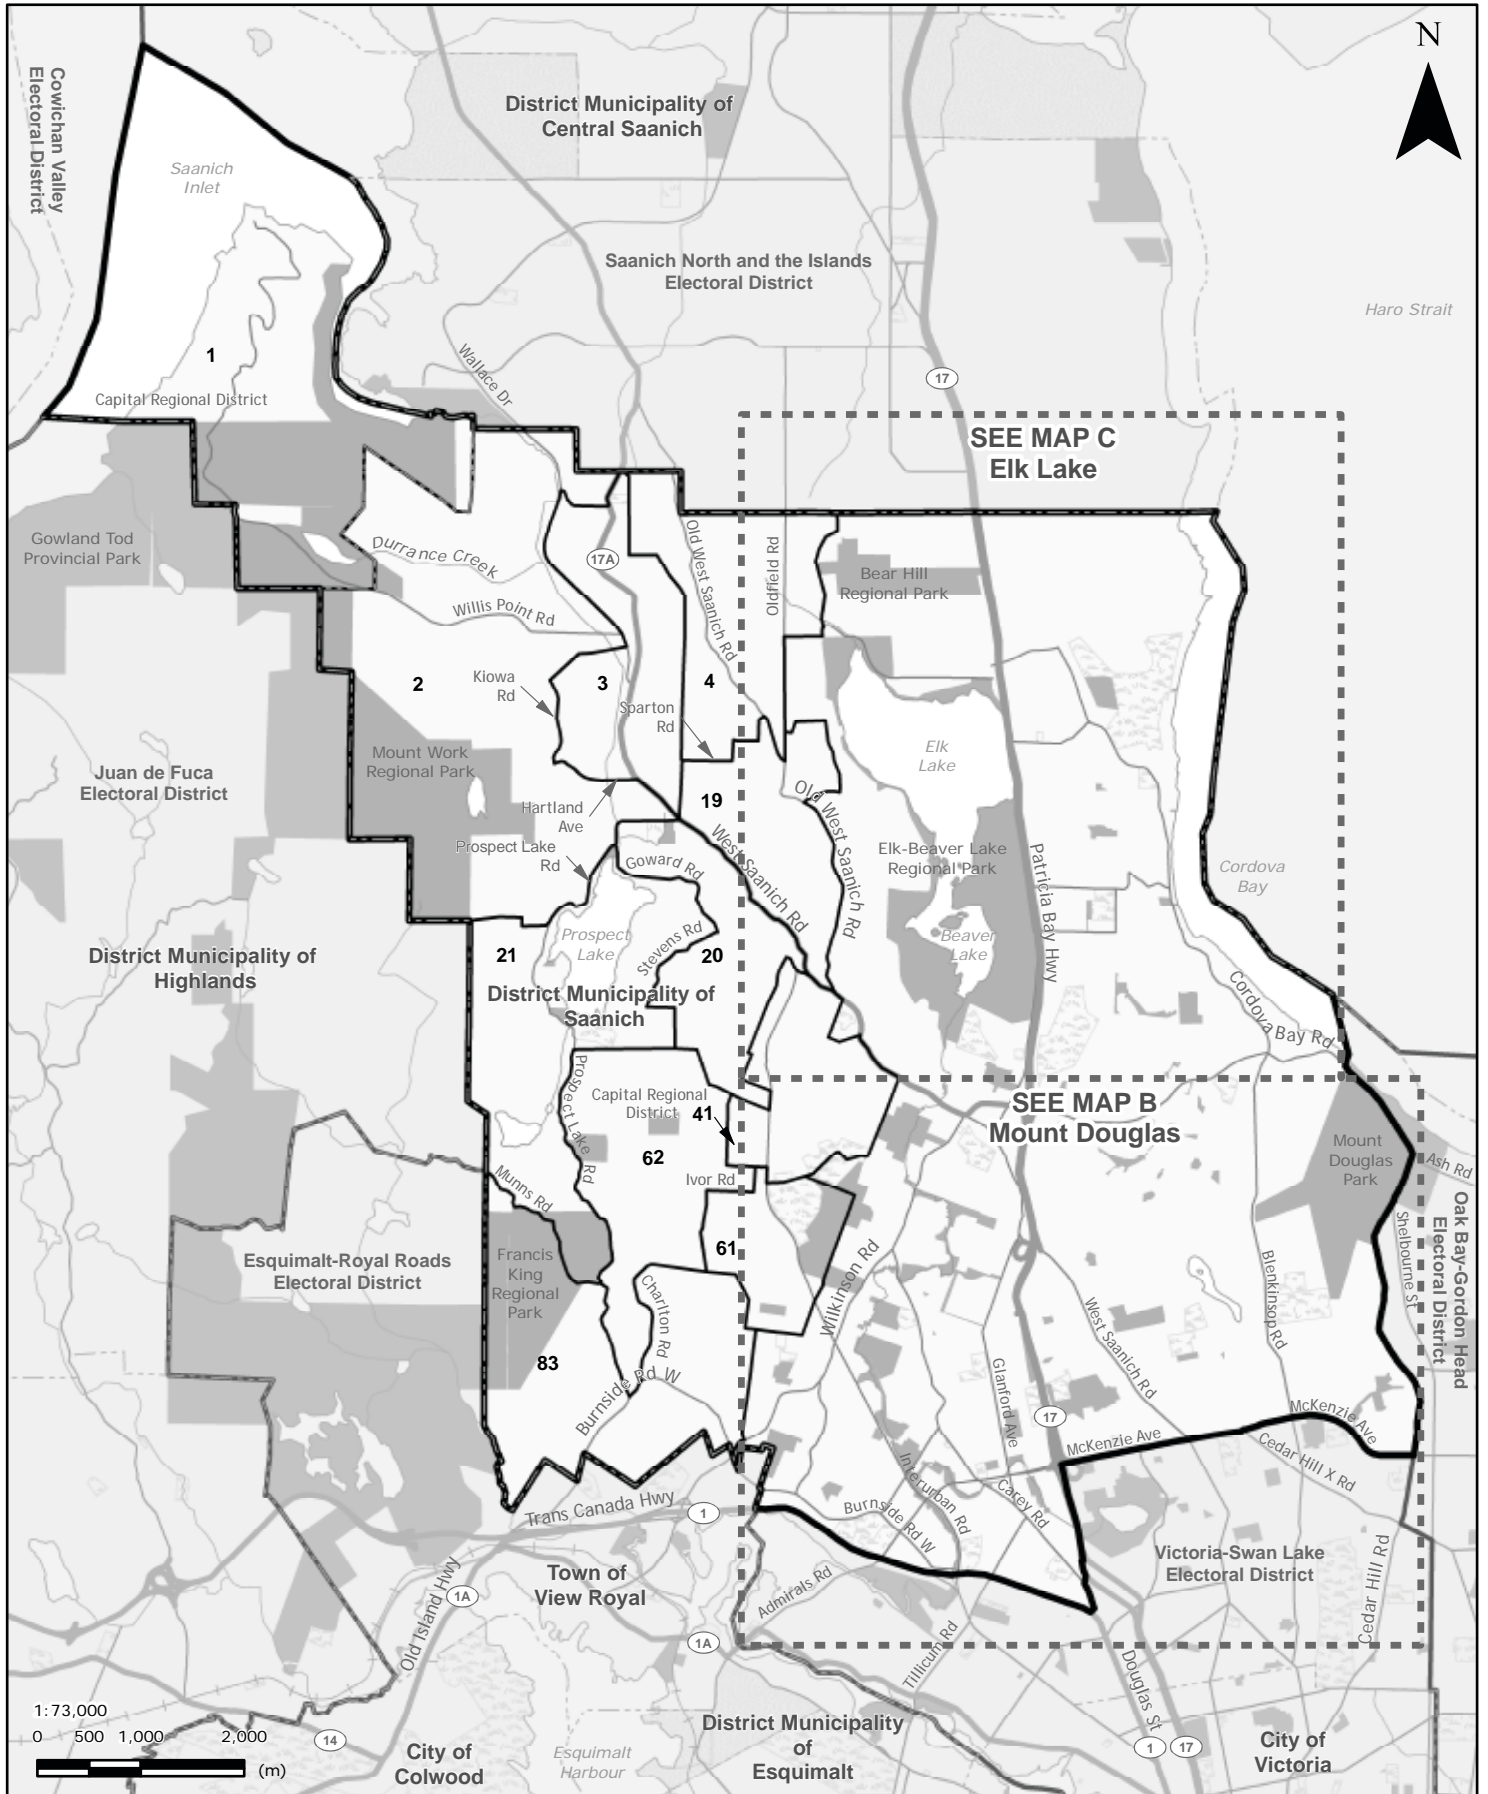 N
Cowichan Valley
Electoral District
District Municipality of
Central Saanich
Saanich
Inlet
Saanich North and the Islands
Electoral District
Haro Strait
1
Capital Regional District
Wallace Dr
17
SEE MAP C
Elk Lake
Gowland Tod
Provincial Park
Durrance Creek
17A
Old West Saanich Rd
Oldfield Rd
Bear Hill
Regional Park
Willis Point Rd
2
Kiowa
Rd
3
4
Sparton
Rd
Mount Work
Regional Park
Elk
Lake
Juan de Fuca
Electoral District
Hartland
Ave
19
Old West Saanich Rd
Prospect Lake
Rd
Goward Rd
West Saanich Rd
Elk-Beaver Lake
Regional Park
Patricia Bay Hwy
Cordova
Bay
District Municipality of
Highlands
21
Prospect
Lake
Stevens Rd
20
Beaver
Lake
District Municipality of
Saanich
Cordova Bay Rd
Prospect Lake Rd
Capital Regional
District
41
SEE MAP B
Mount Douglas
Mount
Douglas
Park
Ash Rd
62
Munns Rd
Ivor Rd
Shelbourne St
Oak Bay-Gordon Head
Electoral District
Esquimalt-Royal Roads
Electoral District
Francis
King
Regional
Park
61
Charlton Rd
Wilkinson Rd
Blenkinsop Rd
West Saanich Rd
83
Burnside Rd W
Glanford Ave
17
McKenzie Ave
McKenzie Ave
Cedar Hill X Rd
Interurban Rd
Carey Rd
Trans Canada Hwy
1
Burnside Rd W
Victoria-Swan Lake
Electoral District
Cedar Hill Rd
Town of
View Royal
Old Island Hwy
1A
Admirals Rd
1A
Tillicum Rd
Douglas St
1:73,000
0 500 1,000 2,000
(m)
14
City of
Colwood
Esquimalt
Harbour
District Municipality
of
Esquimalt
1
17
City of
Victoria